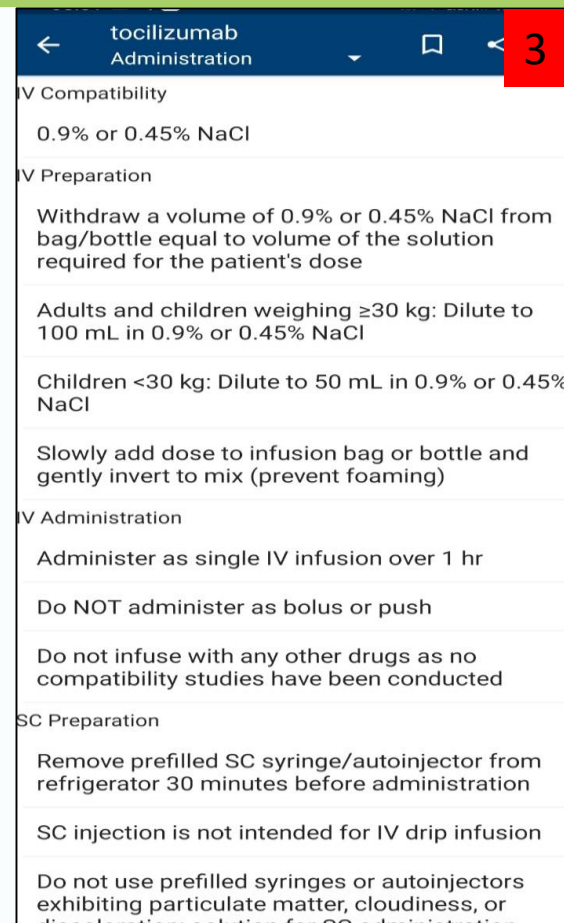 tocilizumab
Administration
3
IV Compatibility
0.9% or 0.45% NaCl
IV Preparation
Withdraw a volume of 0.9% or 0.45% NaCl from
bag/bottle equal to volume of the solution
required for the patient's dose
Adults and children weighing ≥30 kg: Dilute to
100 mL in 0.9% or 0.45% NaCl
Children <30 kg: Dilute to 50 mL in 0.9% or 0.45%
NaCl
Slowly add dose to infusion bag or bottle and
gently invert to mix (prevent foaming)
IV Administration
Administer as single IV infusion over 1 hr
Do NOT administer as bolus or push
Do not infuse with any other drugs as no
compatibility studies have been conducted
SC Preparation
Remove prefilled SC syringe/autoinjector from
refrigerator 30 minutes before administration
SC injection is not intended for IV drip infusion
Do not use prefilled syringes or autoinjectors
exhibiting particulate matter, cloudiness, or